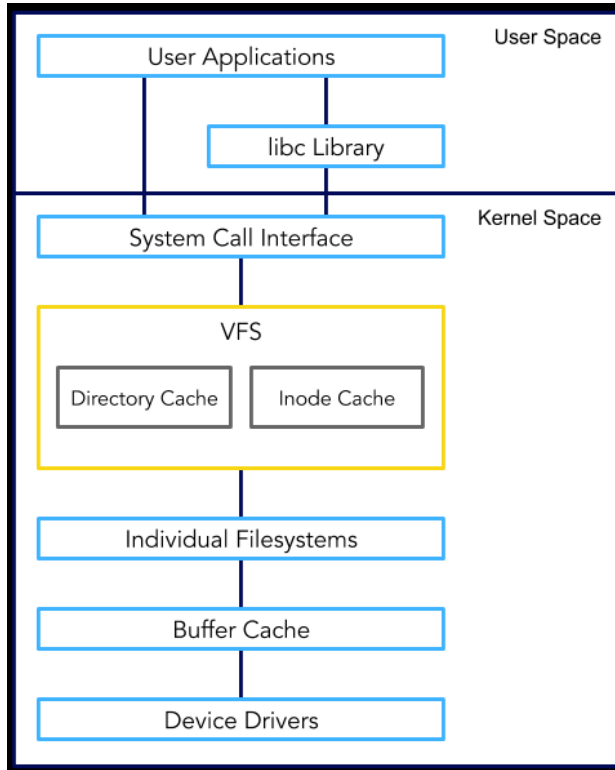 User Space
User Applications
libc Library
Kernel Space
System Call Interface
VFS
Directory Cache
Inode Cache
Individual Filesystems
Buffer Cache
Device Drivers